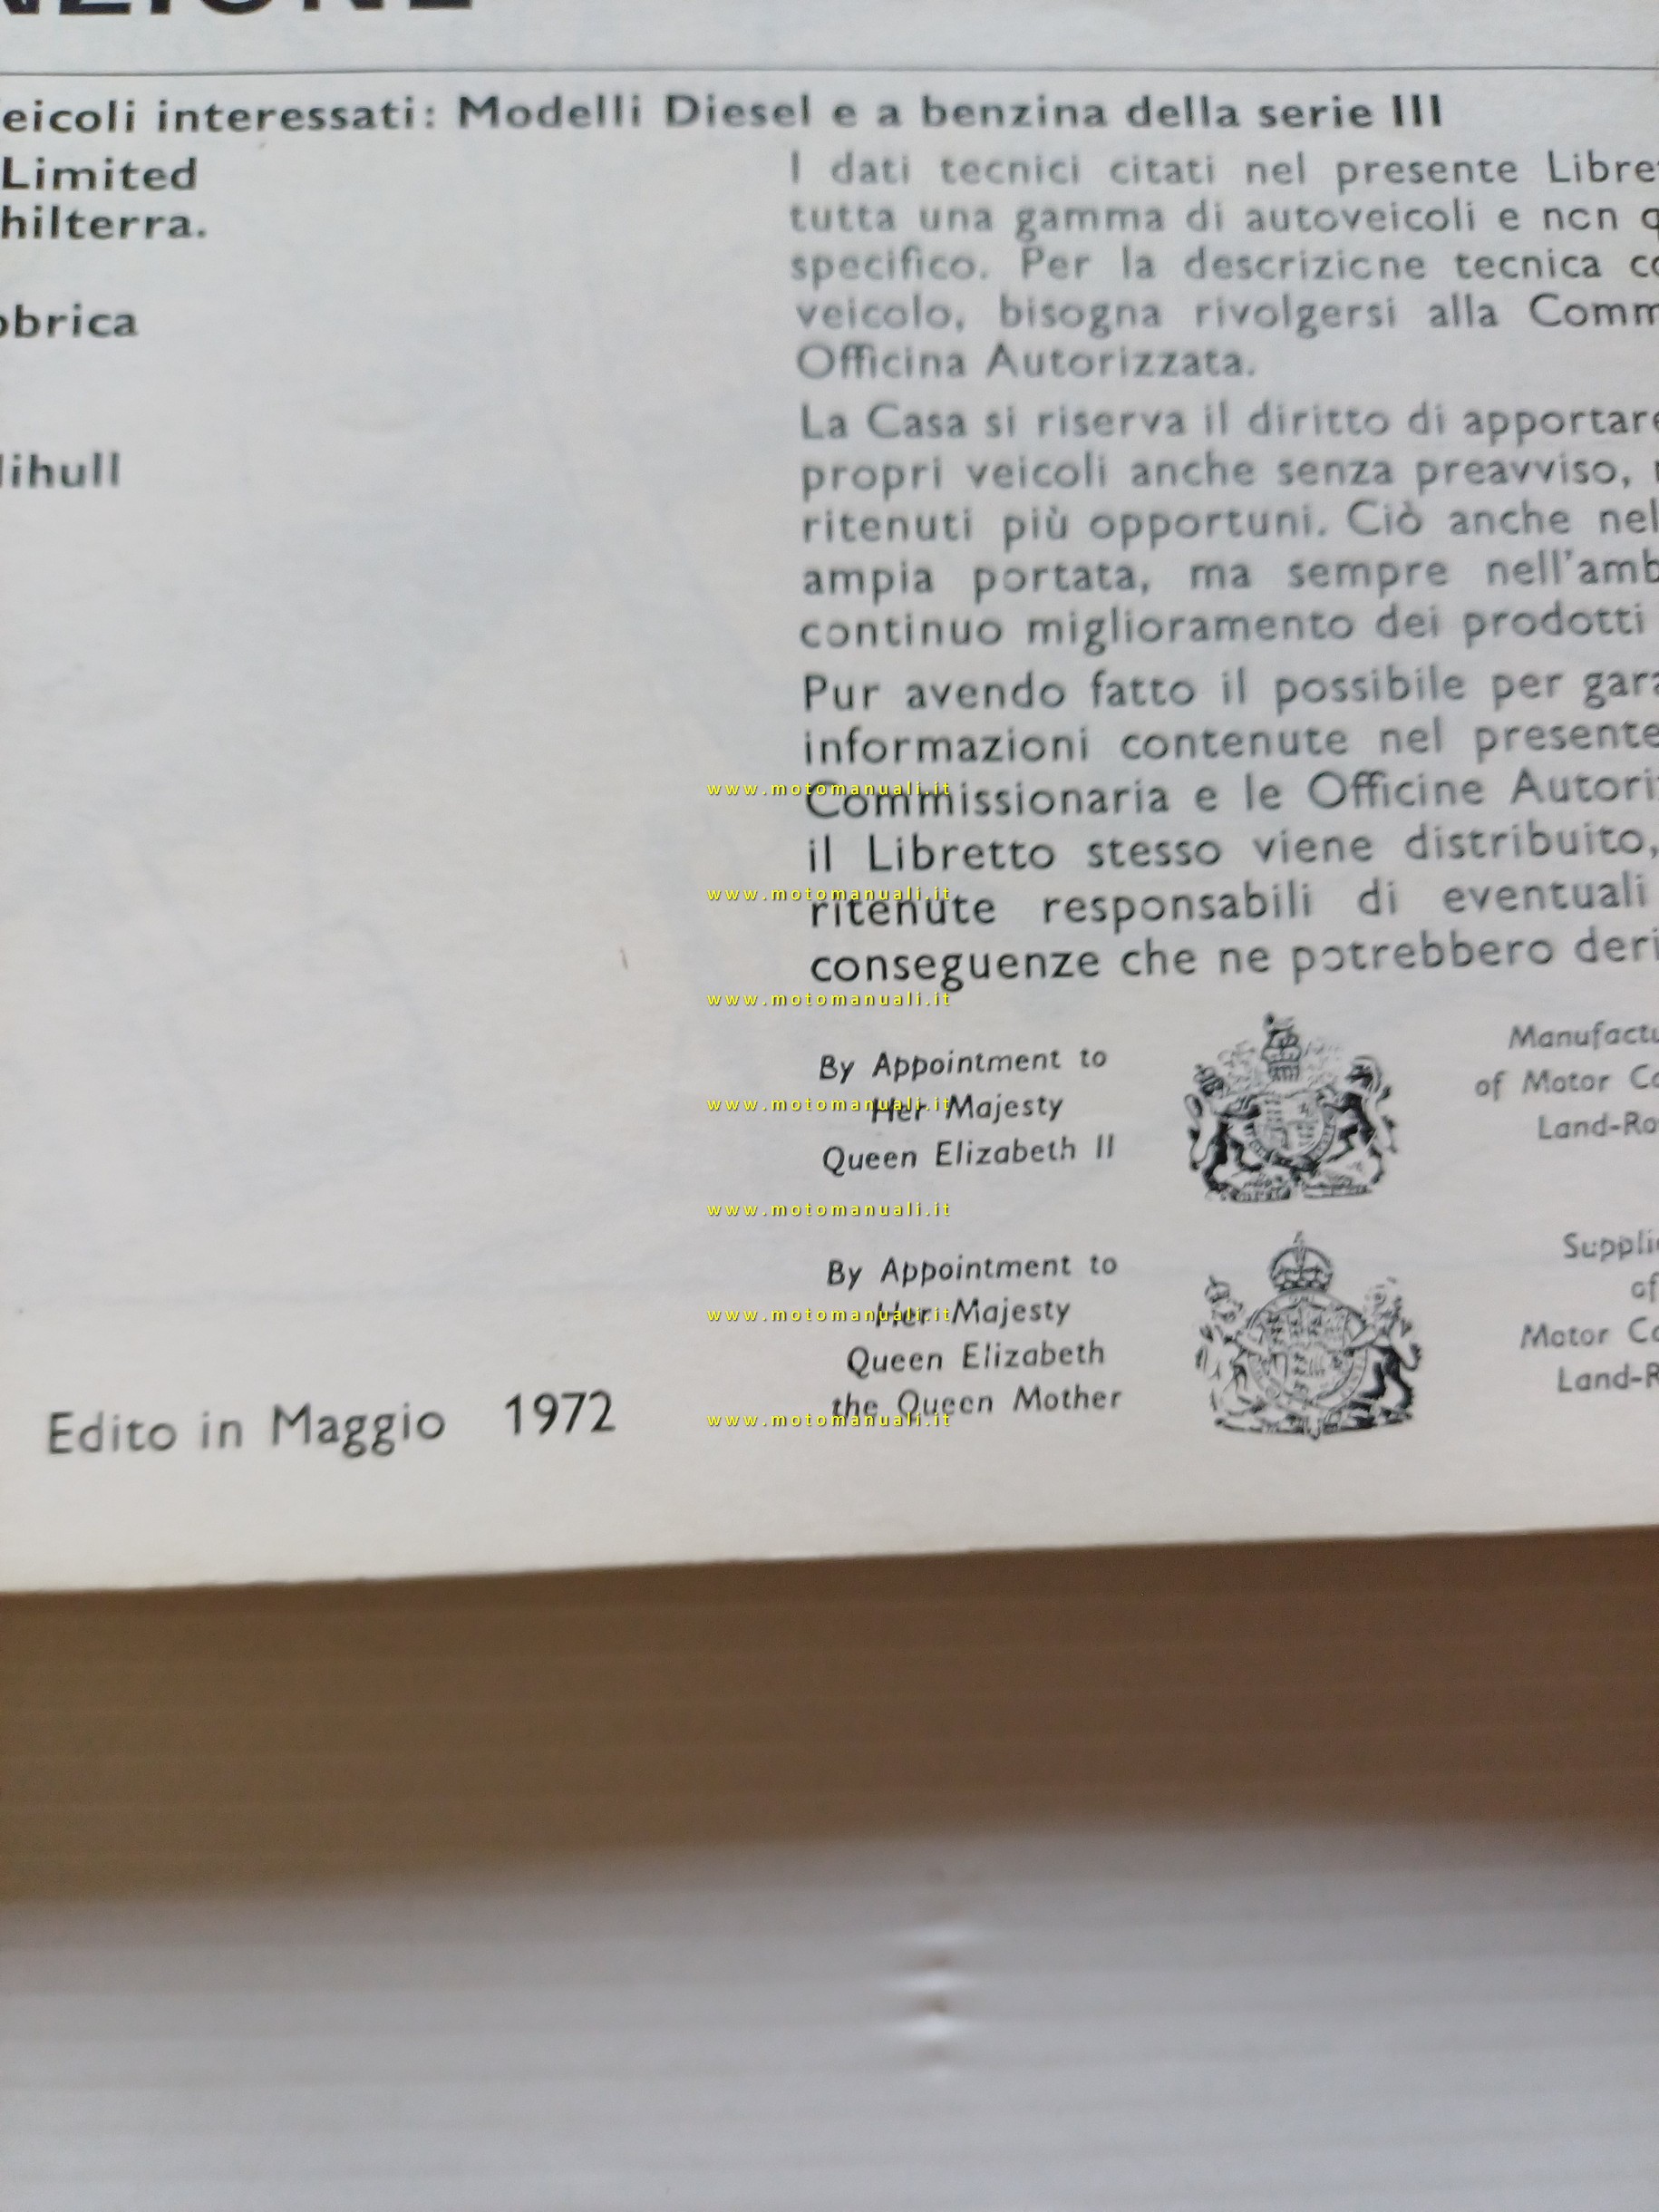 eicoli interessati: Modelli Diesel e a benzina della serie III
Limited
hilterra.
bbrica
lihull
Edito in Maggio 1972
I dati tecnici citati nel presente Libre
tutta una gamma di autoveicoli e ncn q
specifico. Per la descrizicne tecnica co
veicolo, bisogna rivolgersi alla Comm
Officina Autorizzata.
La Casa si riserva il diritto di apportare
propri veicoli anche senza preavviso,
ritenuti più opportuni. Ciò anche nel
ampia portata, ma sempre nell'amb
continuo miglioramento dei prodotti
Pur avendo fatto il possibile per gara
informazioni contenute nel presente
Commissionaria e le Officine Autori
il Libretto stesso viene distribuito,
ritenute responsabili di eventuali
conseguenze che ne potrebbero deri
By Appointment to
Her Majesty
Queen Elizabeth II
Manufactu
of Motor Ca
Land-Ro
By Appointment to
Her Majesty
Queen Elizabeth
the Queen Mother
Supplie
of
Motor Ca
Land-R
www.motomanuali.it
www.motomanuali.it
www.motomanuali.it
www.motomanuali.it
www.motomanuali.it
www.motomanuali.it
www.motomanuali.it